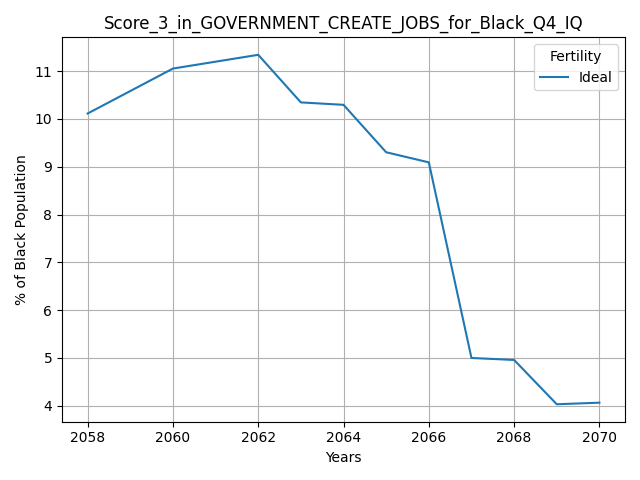 Score_3_in_GOVERNMENT_CREATE_JOBS_for_Black_Q4_IQ
Fertility
Ideal
11
10
9
8
7
6
5
4
% of Black Population
2058 2060 2062 2064 2066 2068 2070
Years